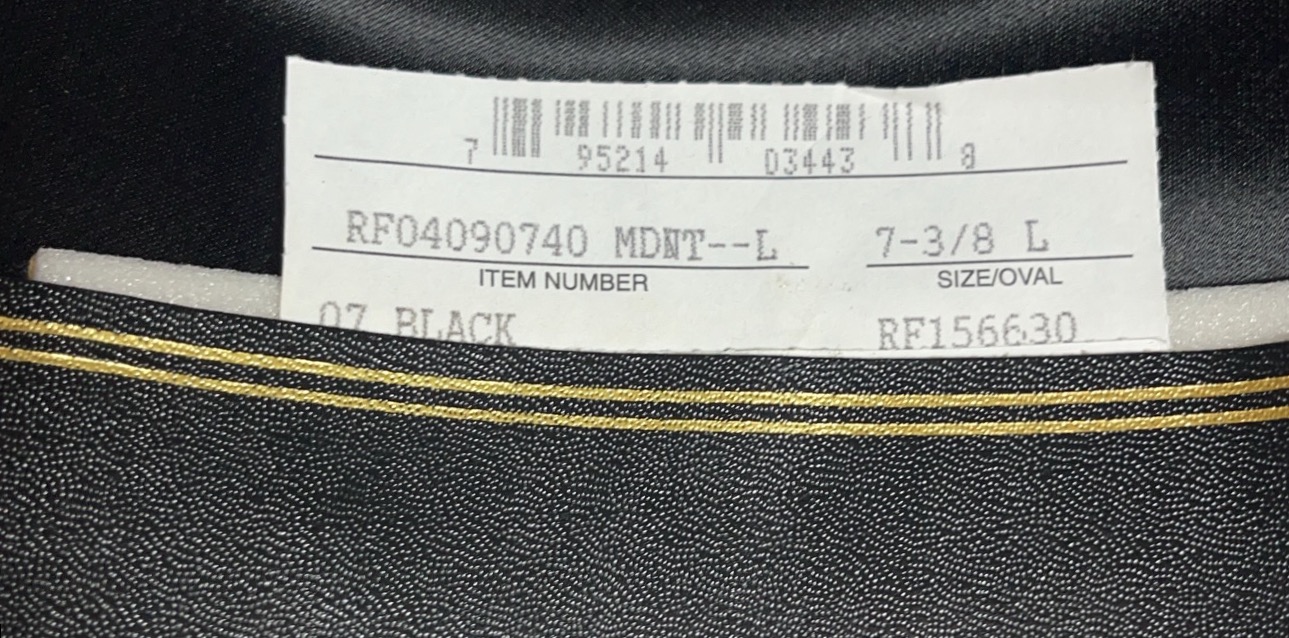 7 95214 03443 8
RF04090740 MDNT--L 7-3/8 L
ITEM NUMBER SIZE/OVAL
07 BLACK RF156630